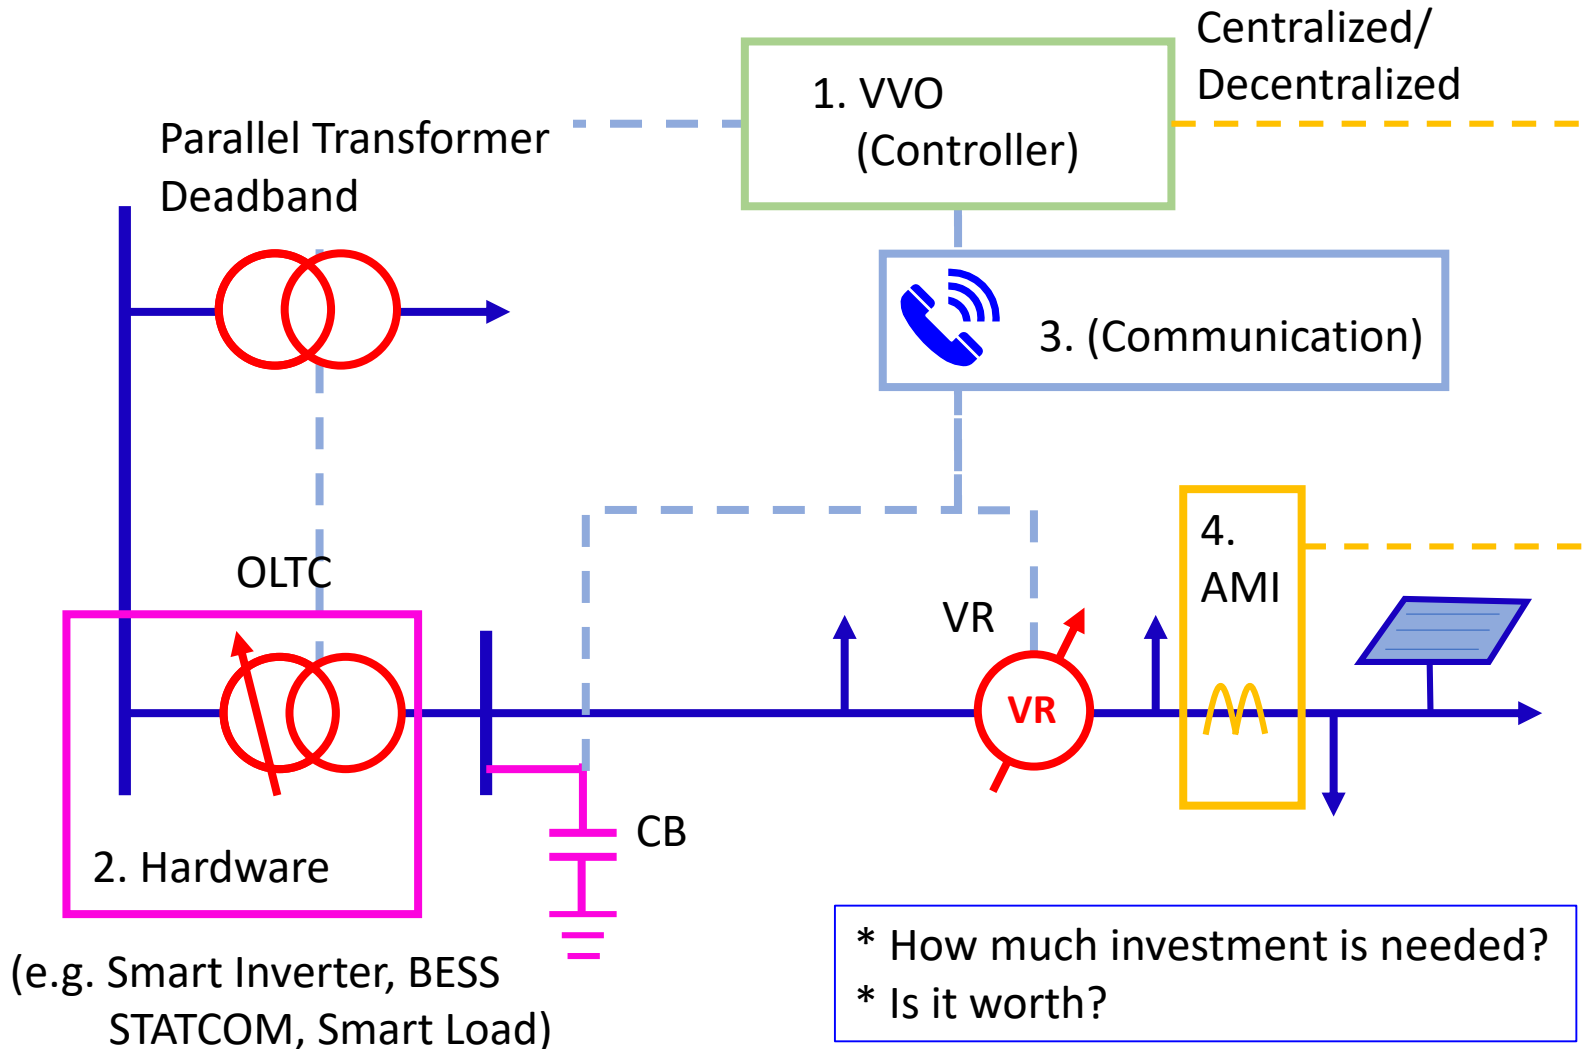 Centralized/
Decentralized
1. VVO
(Controller)
Parallel Transformer
Deadband
3. (Communication)
OLTC
4.
AMI
VR
VR
CB
2. Hardware
(e.g. Smart Inverter, BESS
STATCOM, Smart Load)
* How much investment is needed?
* Is it worth?